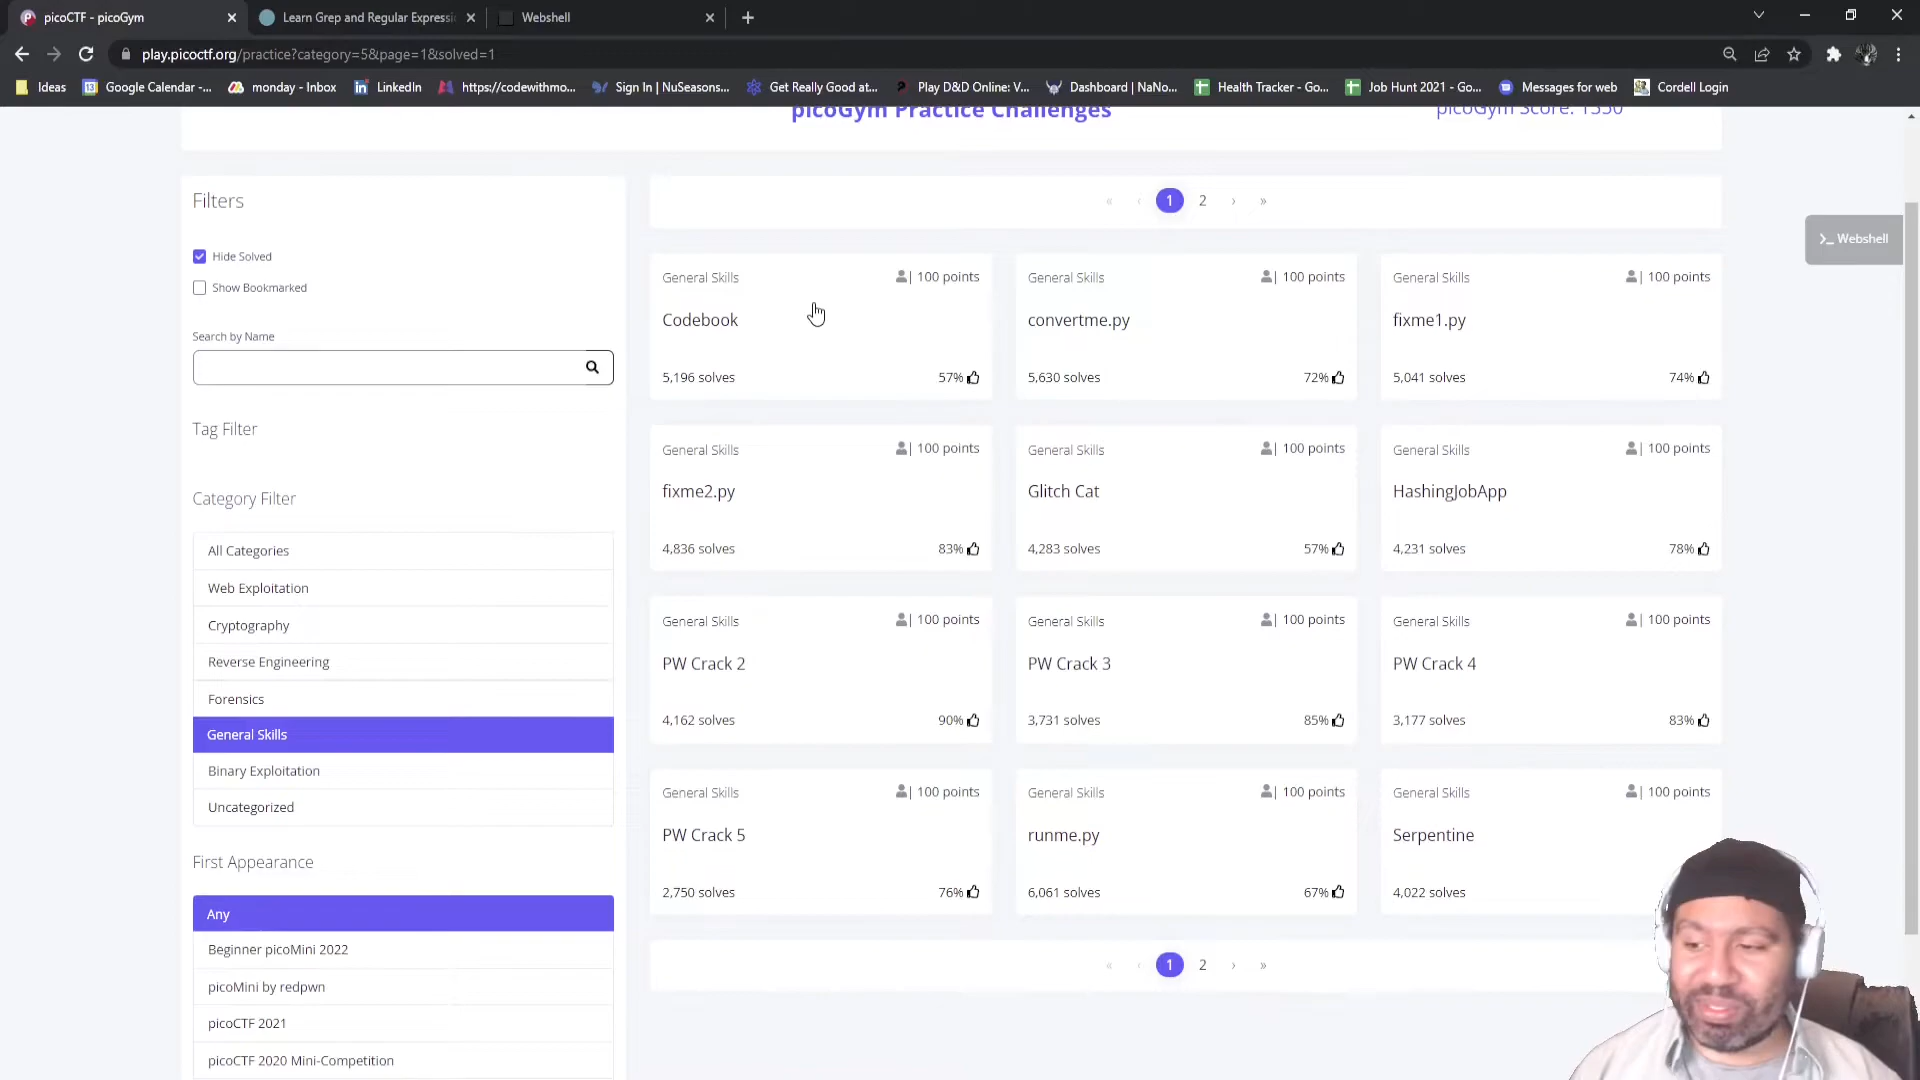 picoCTF - picoGym
Learn Grep and Regular Expressi
Webshell
play.picoctf.org/practice?category=5&page=1&solved=1
Ideas
Google Calendar -...
monday - Inbox
LinkedIn
https://codewithmo...
Sign In | NuSeasons...
Get Really Good at...
Play D&D Online: V...
Dashboard | NaNo...
Health Tracker - Go...
Job Hunt 2021 - Go...
Messages for web
Cordell Login
picoGym Practice Challenges
picoGym Score: 1350
Filters
Hide Solved
Show Bookmarked
Search by Name
Tag Filter
Category Filter
All Categories
Web Exploitation
Cryptography
Reverse Engineering
Forensics
General Skills
Binary Exploitation
Uncategorized
First Appearance
Any
Beginner picoMini 2022
picoMini by redpwn
picoCTF 2021
picoCTF 2020 Mini-Competition
« ‹ 1 2 › »
>_ Webshell
General Skills | 100 points
Codebook
5,196 solves 57%
General Skills | 100 points
convertme.py
5,630 solves 72%
General Skills | 100 points
fixme1.py
5,041 solves 74%
General Skills | 100 points
fixme2.py
4,836 solves 83%
General Skills | 100 points
Glitch Cat
4,283 solves 57%
General Skills | 100 points
HashingJobApp
4,231 solves 78%
General Skills | 100 points
PW Crack 2
4,162 solves 90%
General Skills | 100 points
PW Crack 3
3,731 solves 85%
General Skills | 100 points
PW Crack 4
3,177 solves 83%
General Skills | 100 points
PW Crack 5
2,750 solves 76%
General Skills | 100 points
runme.py
6,061 solves 67%
General Skills | 100 points
Serpentine
4,022 solves
« ‹ 1 2 › »